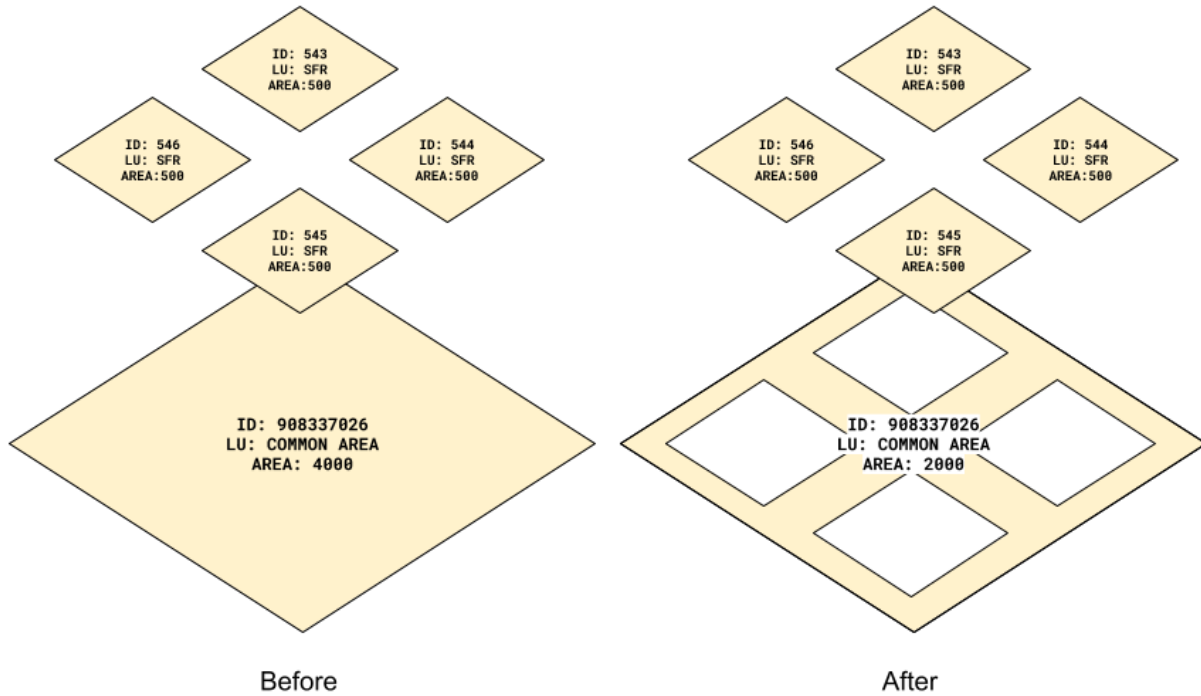 ID: 543
LU: SFR
AREA:500
ID: 546
LU: SFR
AREA:500
ID: 544
LU: SFR
AREA:500
ID: 545
LU: SFR
AREA:500
ID: 908337026
LU: COMMON AREA
AREA: 4000
Before
ID: 543
LU: SFR
AREA:500
ID: 546
LU: SFR
AREA:500
ID: 544
LU: SFR
AREA:500
ID: 545
LU: SFR
AREA:500
ID: 908337026
LU: COMMON AREA
AREA: 2000
After